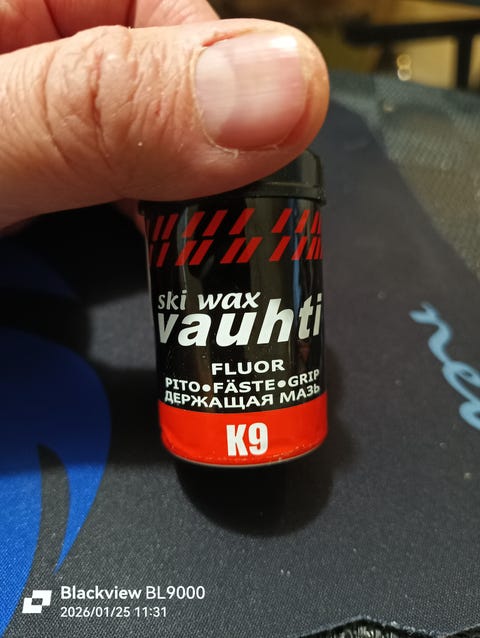 ski wax
vauhti
FLUOR
PITO•FÄSTE•GRIP
ДЕРЖАЩАЯ МАЗЬ
K9
Blackview BL9000
2026/01/25 11:31